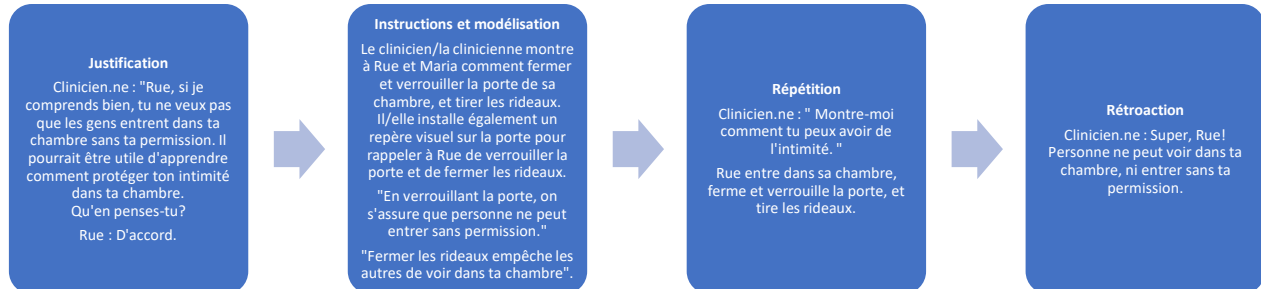 Justification
Clinicien.ne : "Rue, si je
comprends bien, tu ne veux pas
que les gens entrent dans ta
chambre sans ta permission. Il
pourrait être utile d'apprendre
comment protéger ton intimité
dans ta chambre.
Qu'en penses-tu?
Rue : D'accord.
Instructions et modélisation
Le clinicien/la clinicienne montre
à Rue et Maria comment fermer
et verrouiller la porte de sa
chambre, et tirer les rideaux.
Il/elle installe également un
repère visuel sur la porte pour
rappeler à Rue de verrouiller la
porte et de fermer les rideaux.
"En verrouillant la porte, on
s'assure que personne ne peut
entrer sans permission."
"Fermer les rideaux empêche les
autres de voir dans ta chambre".
Répétition
Clinicien.ne : " Montre-moi
comment tu peux avoir de
l'intimité. "
Rue entre dans sa chambre,
ferme et verrouille la porte, et
tire les rideaux.
Rétroaction
Clinicien.ne : Super, Rue!
Personne ne peut voir dans ta
chambre, ni entrer sans ta
permission.